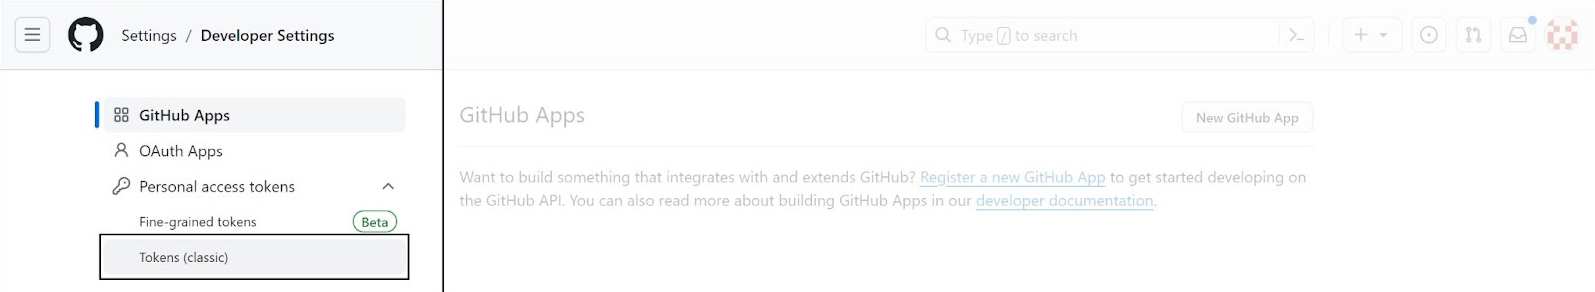 Settings / Developer Settings
Type / to search
GitHub Apps
OAuth Apps
Personal access tokens
Fine-grained tokens Beta
Tokens (classic)
GitHub Apps
New GitHub App
Want to build something that integrates with and extends GitHub? Register a new GitHub App to get started developing on
the GitHub API. You can also read more about building GitHub Apps in our developer documentation.